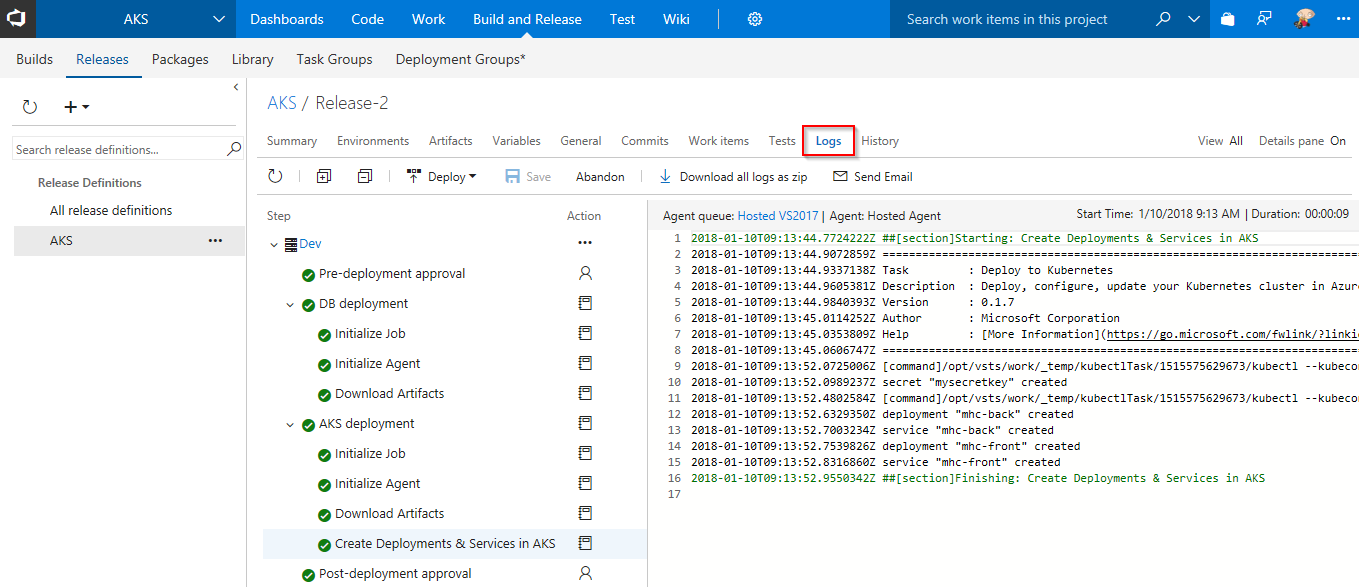 AKS
Dashboards Code Work Build and Release Test Wiki
Search work items in this project
Builds Releases Packages Library Task Groups Deployment Groups*
Search release definitions...
Release Definitions
All release definitions
AKS
AKS / Release-2
Summary Environments Artifacts Variables General Commits Work items Tests Logs History
View All Details pane On
Deploy Save Abandon Download all logs as zip Send Email
Step Action
Dev
Pre-deployment approval
DB deployment
Initialize Job
Initialize Agent
Download Artifacts
AKS deployment
Initialize Job
Initialize Agent
Download Artifacts
Create Deployments & Services in AKS
Post-deployment approval
Agent queue: Hosted VS2017 | Agent: Hosted Agent
Start Time: 1/10/2018 9:13 AM | Duration: 00:00:09
1 2018-01-10T09:13:44.7724222Z ##[section]Starting: Create Deployments & Services in AKS
2 2018-01-10T09:13:44.9072859Z ==============================================================================
3 2018-01-10T09:13:44.9337138Z Task : Deploy to Kubernetes
4 2018-01-10T09:13:44.9605381Z Description : Deploy, configure, update your Kubernetes cluster in Azure
5 2018-01-10T09:13:44.9840393Z Version : 0.1.7
6 2018-01-10T09:13:45.0114252Z Author : Microsoft Corporation
7 2018-01-10T09:13:45.0353809Z Help : [More Information](https://go.microsoft.com/fwlink/?linki
8 2018-01-10T09:13:45.0606747Z ==============================================================================
9 2018-01-10T09:13:52.0725006Z [command]/opt/vsts/work/_temp/kubectlTask/1515575629673/kubectl --kubecon
10 2018-01-10T09:13:52.0989237Z secret "mysecretkey" created
11 2018-01-10T09:13:52.4802584Z [command]/opt/vsts/work/_temp/kubectlTask/1515575629673/kubectl --kubecon
12 2018-01-10T09:13:52.6329350Z deployment "mhc-back" created
13 2018-01-10T09:13:52.7003234Z service "mhc-back" created
14 2018-01-10T09:13:52.7539826Z deployment "mhc-front" created
15 2018-01-10T09:13:52.8316860Z service "mhc-front" created
16 2018-01-10T09:13:52.9550342Z ##[section]Finishing: Create Deployments & Services in AKS
17